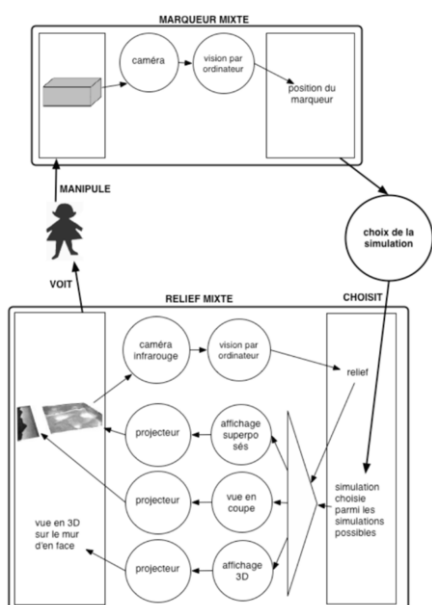 MARQUEUR MIXTE
caméra
vision par
ordinateur
position du
marqueur
MANIPULE
choix de la
simulation
VOIT
RELIEF MIXTE
CHOISIT
caméra
infrarouge
vision par
ordinateur
relief
projecteur
affichage
superpo
sés
projecteur
vue en
coupe
simulation
choisie
parmi les
simulations
possibles
vue en 3D
sur le mur
d'en face
projecteur
affichage
3D